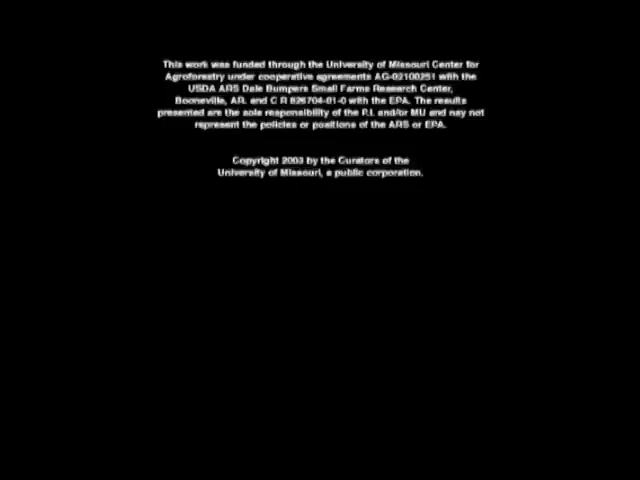 This work was funded through the University of Missouri Center for
Agroforestry under cooperative agreements AG-02100251 with the
USDA ARS Dale Bumpers Small Farms Research Center,
Booneville, AR. and C R 826704-01-0 with the EPA. The results
presented are the sole responsibility of the P.I. and/or MU and may not
represent the policies or positions of the ARS or EPA.
Copyright 2003 by the Curators of the
University of Missouri, a public corporation.